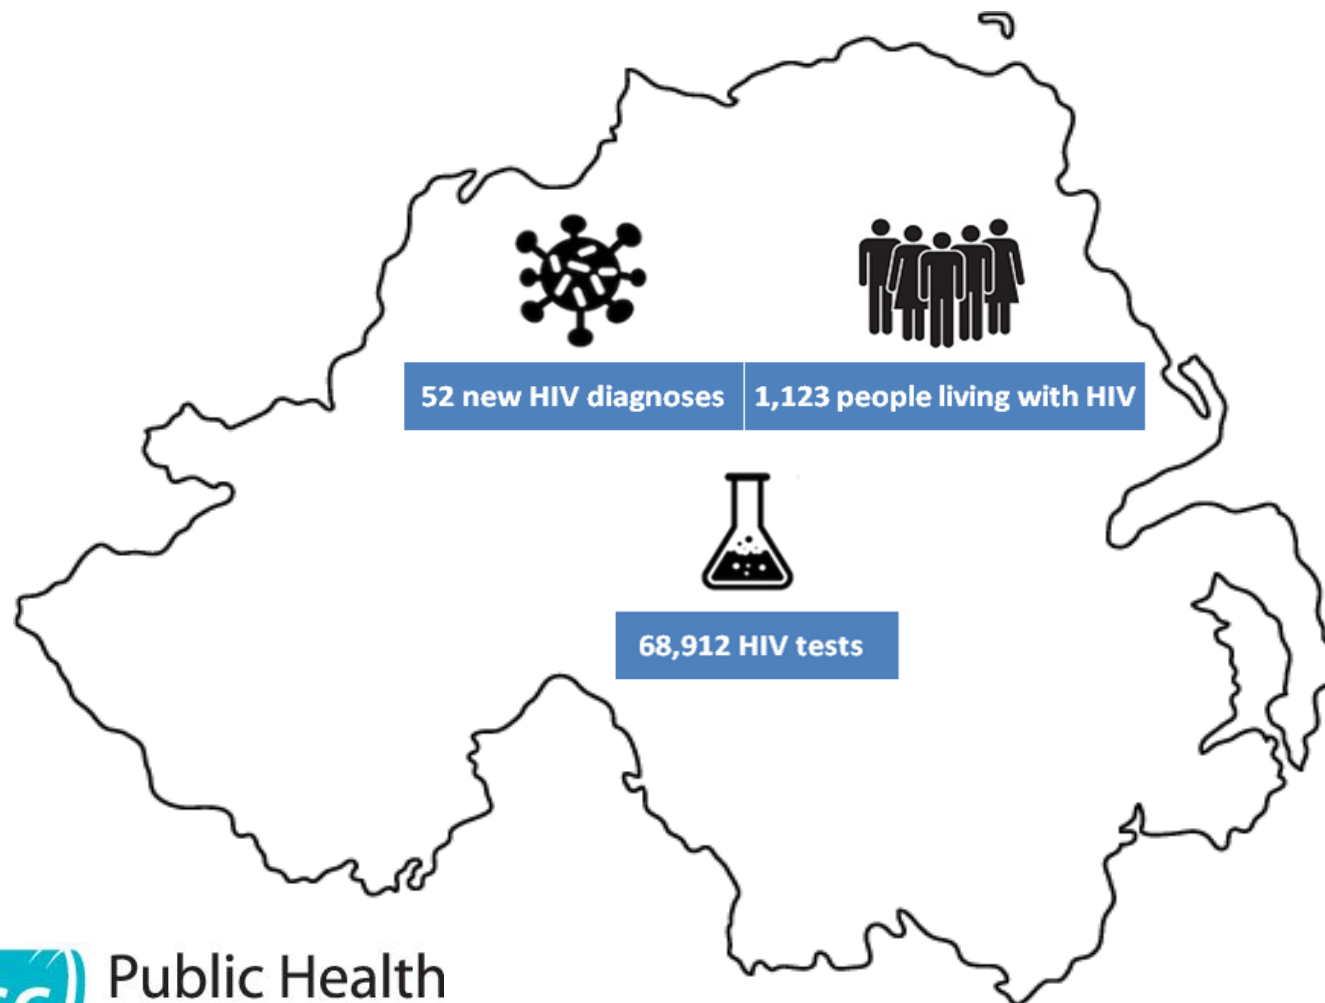 52 new HIV diagnoses
1,123 people living with HIV
68,912 HIV tests
Public Health